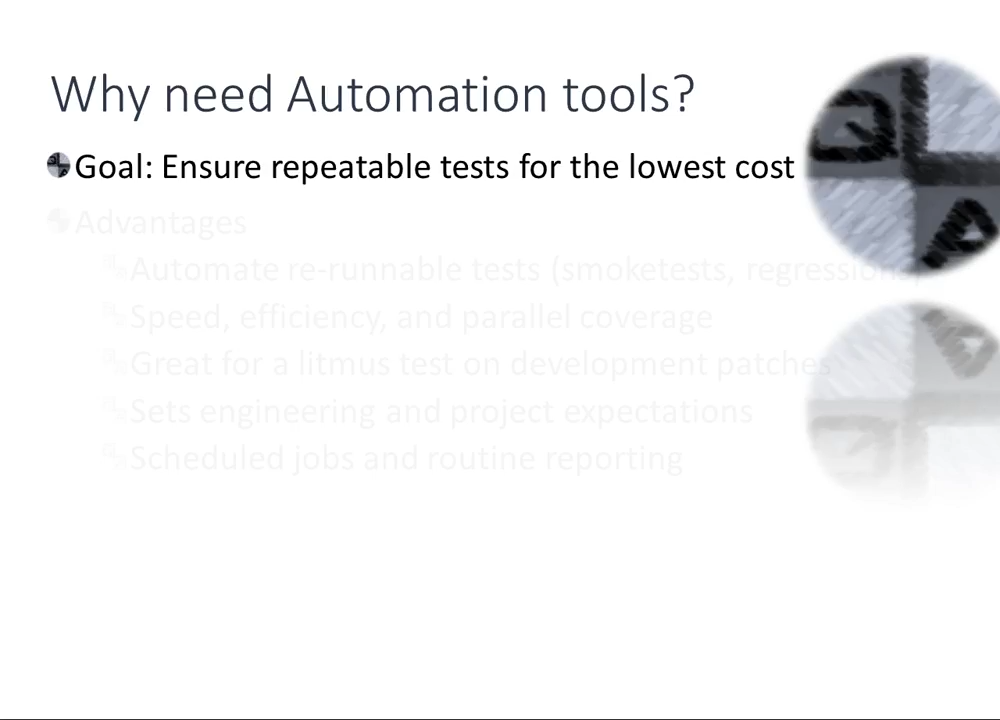 Why need Automation tools?
Goal: Ensure repeatable tests for the lowest cost
Advantages
Automate re-runnable tests (smoketests, regressions)
Speed, efficiency, and parallel coverage
Great for a litmus test on development patches
Sets engineering and project expectations
Scheduled jobs and routine reporting
Q
A